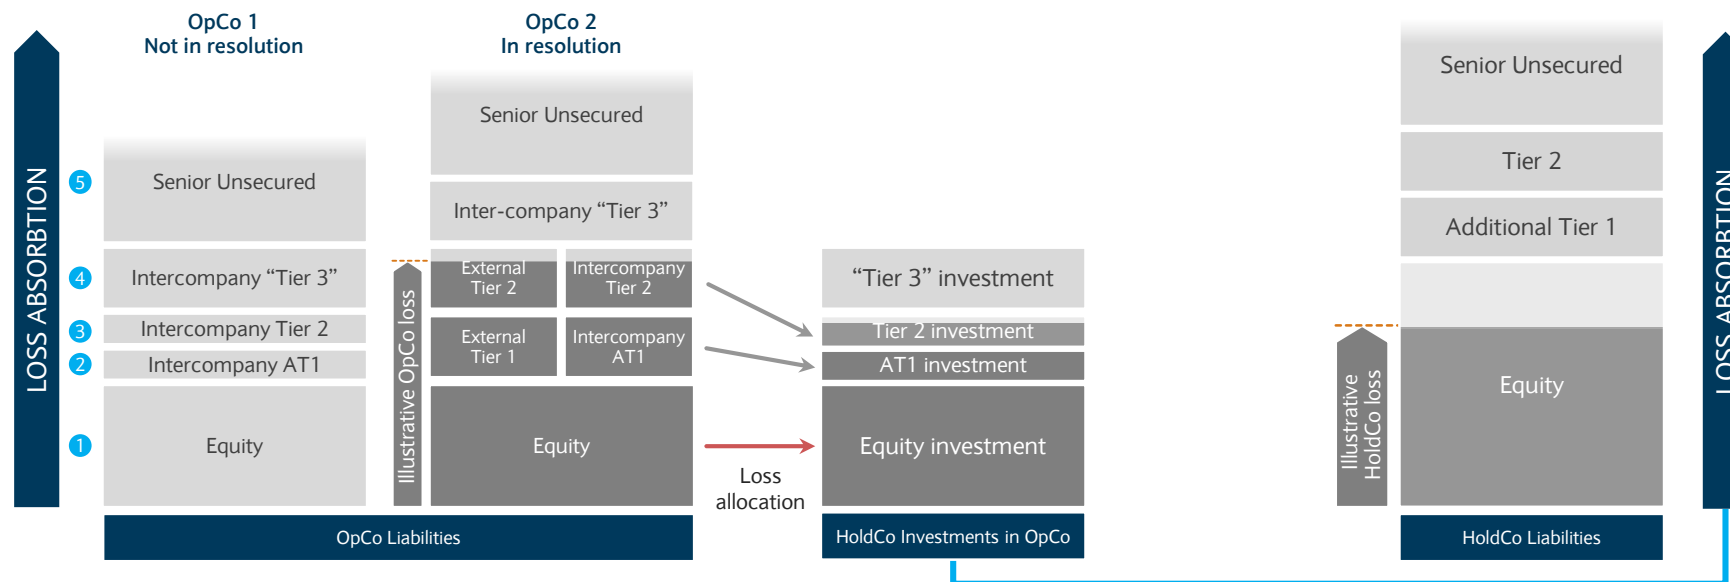 OpCo 1
Not in resolution
OpCo 2
In resolution
LOSS ABSORBTION
5
Senior Unsecured
4
Intercompany “Tier 3”
3
Intercompany Tier 2
2
Intercompany AT1
1
Equity
Illustrative OpCo loss
Senior Unsecured
Inter-company “Tier 3”
External
Tier 2
Intercompany
Tier 2
External
Tier 1
Intercompany
AT1
Equity
OpCo Liabilities
Loss
allocation
“Tier 3” investment
Tier 2 investment
AT1 investment
Equity investment
HoldCo Investments in OpCo
Illustrative
HoldCo loss
Senior Unsecured
Tier 2
Additional Tier 1
Equity
HoldCo Liabilities
LOSS ABSORBTION